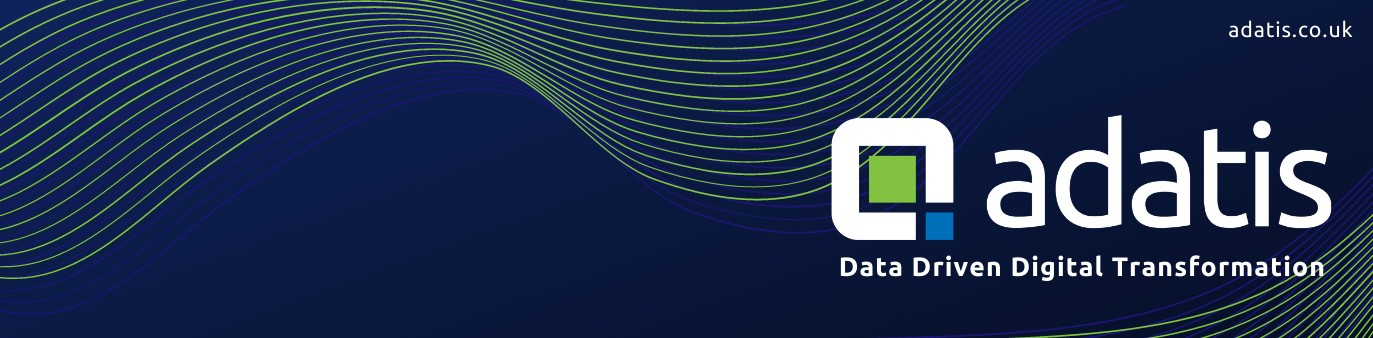 adatis.co.uk
adatis
Data Driven Digital Transformation